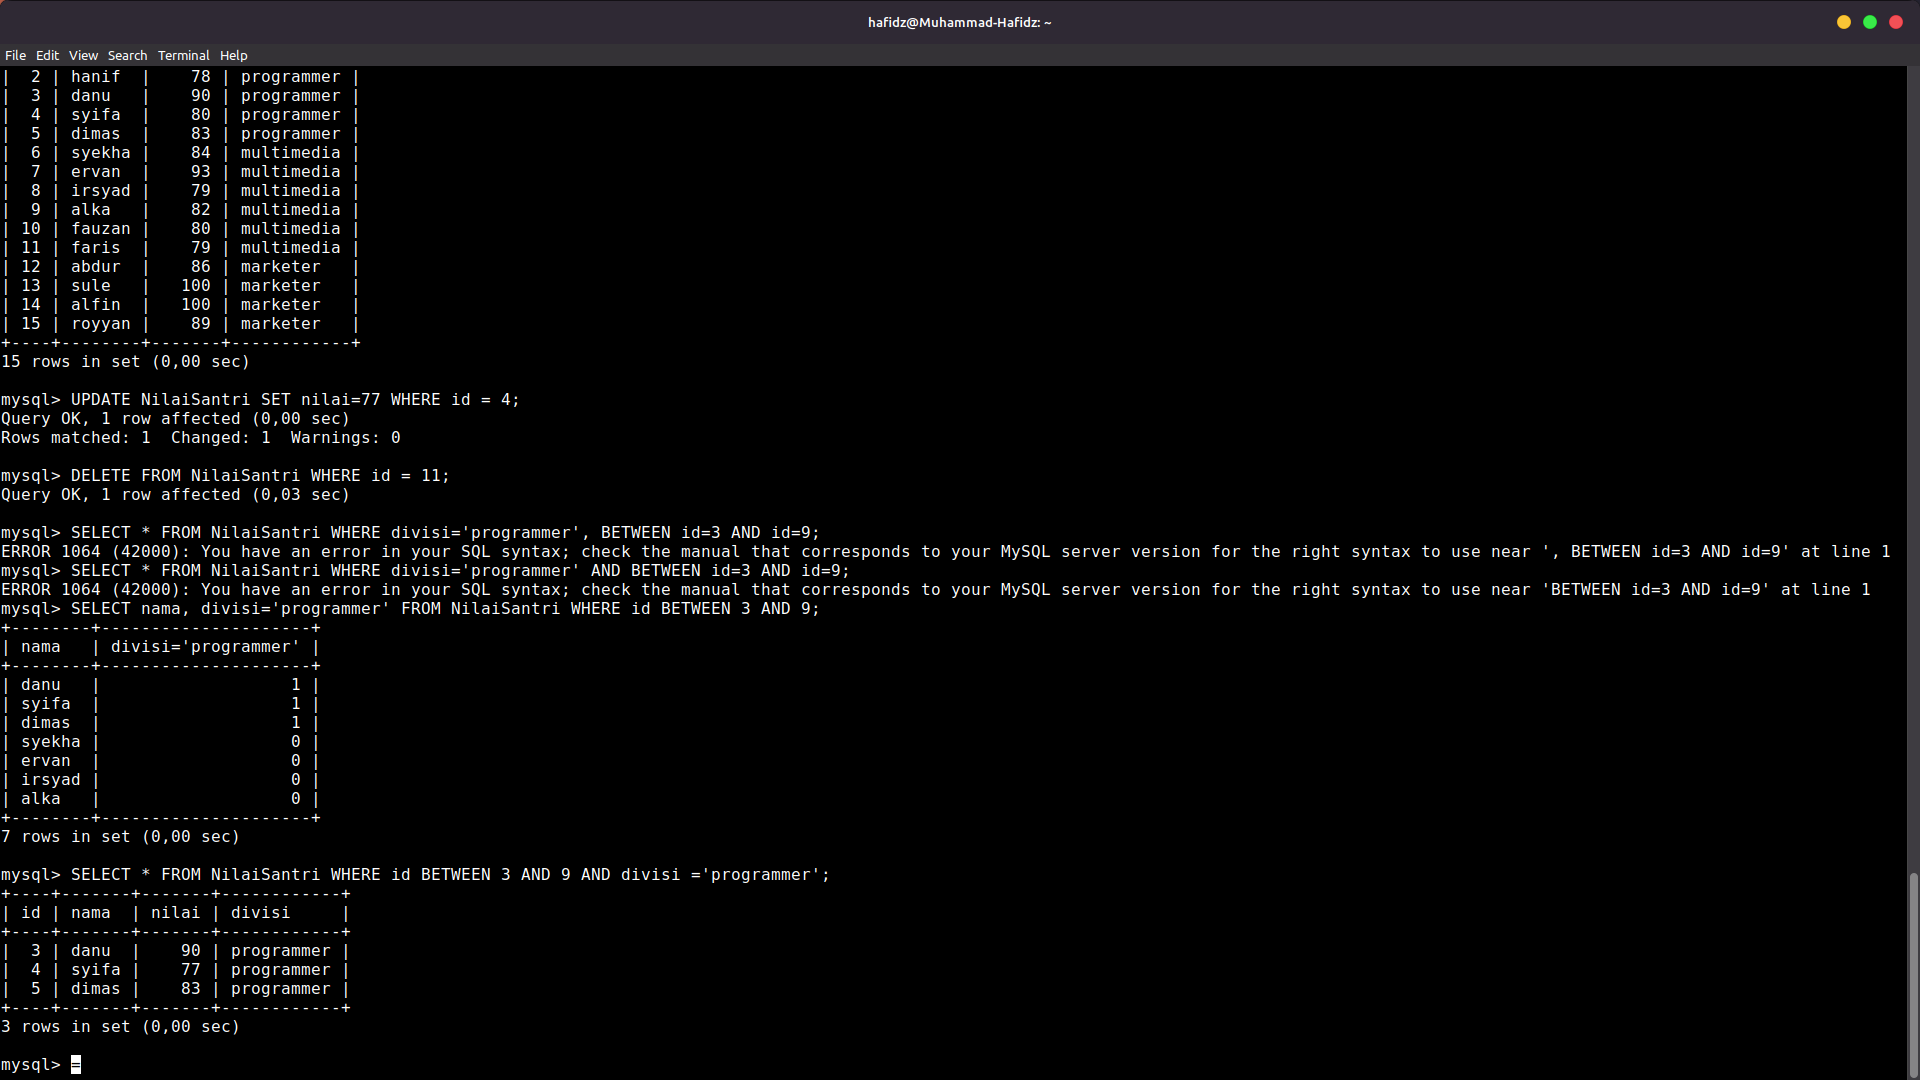 hafidz@Muhammad-Hafidz: ~
File Edit View Search Terminal Help
|  2 | hanif  |    78 | programmer |
|  3 | danu   |    90 | programmer |
|  4 | syifa  |    80 | programmer |
|  5 | dimas  |    83 | programmer |
|  6 | syekha |    84 | multimedia |
|  7 | ervan  |    93 | multimedia |
|  8 | irsyad |    79 | multimedia |
|  9 | alka   |    82 | multimedia |
| 10 | fauzan |    80 | multimedia |
| 11 | faris  |    79 | multimedia |
| 12 | abdur  |    86 | marketer   |
| 13 | sule   |   100 | marketer   |
| 14 | alfin  |   100 | marketer   |
| 15 | royyan |    89 | marketer   |
+----+--------+-------+------------+
15 rows in set (0,00 sec)
mysql> UPDATE NilaiSantri SET nilai=77 WHERE id = 4;
Query OK, 1 row affected (0,00 sec)
Rows matched: 1  Changed: 1  Warnings: 0
mysql> DELETE FROM NilaiSantri WHERE id = 11;
Query OK, 1 row affected (0,03 sec)
mysql> SELECT * FROM NilaiSantri WHERE divisi='programmer', BETWEEN id=3 AND id=9;
ERROR 1064 (42000): You have an error in your SQL syntax; check the manual that corresponds to your MySQL server version for the right syntax to use near ', BETWEEN id=3 AND id=9' at line 1
mysql> SELECT * FROM NilaiSantri WHERE divisi='programmer' AND BETWEEN id=3 AND id=9;
ERROR 1064 (42000): You have an error in your SQL syntax; check the manual that corresponds to your MySQL server version for the right syntax to use near 'BETWEEN id=3 AND id=9' at line 1
mysql> SELECT nama, divisi='programmer' FROM NilaiSantri WHERE id BETWEEN 3 AND 9;
+--------+---------------------+
| nama   | divisi='programmer' |
+--------+---------------------+
| danu   |                   1 |
| syifa  |                   1 |
| dimas  |                   1 |
| syekha |                   0 |
| ervan  |                   0 |
| irsyad |                   0 |
| alka   |                   0 |
+--------+---------------------+
7 rows in set (0,00 sec)
mysql> SELECT * FROM NilaiSantri WHERE id BETWEEN 3 AND 9 AND divisi ='programmer';
+----+-------+-------+------------+
| id | nama  | nilai | divisi     |
+----+-------+-------+------------+
|  3 | danu  |    90 | programmer |
|  4 | syifa |    77 | programmer |
|  5 | dimas |    83 | programmer |
+----+-------+-------+------------+
3 rows in set (0,00 sec)
mysql> =